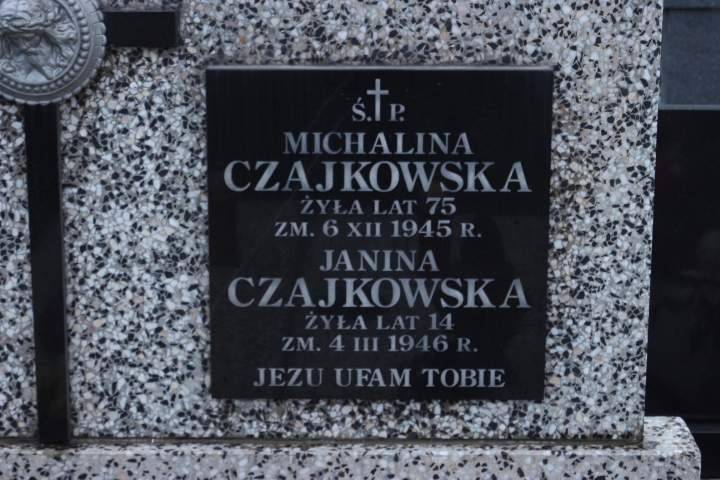 Ś. P.
MICHALINA
CZAJKOWSKA
ŻYŁA LAT 75
ZM. 6 XII 1945 R.
JANINA
CZAJKOWSKA
ŻYŁA LAT 14
ZM. 4 III 1946 R.
JEZU UFAM TOBIE